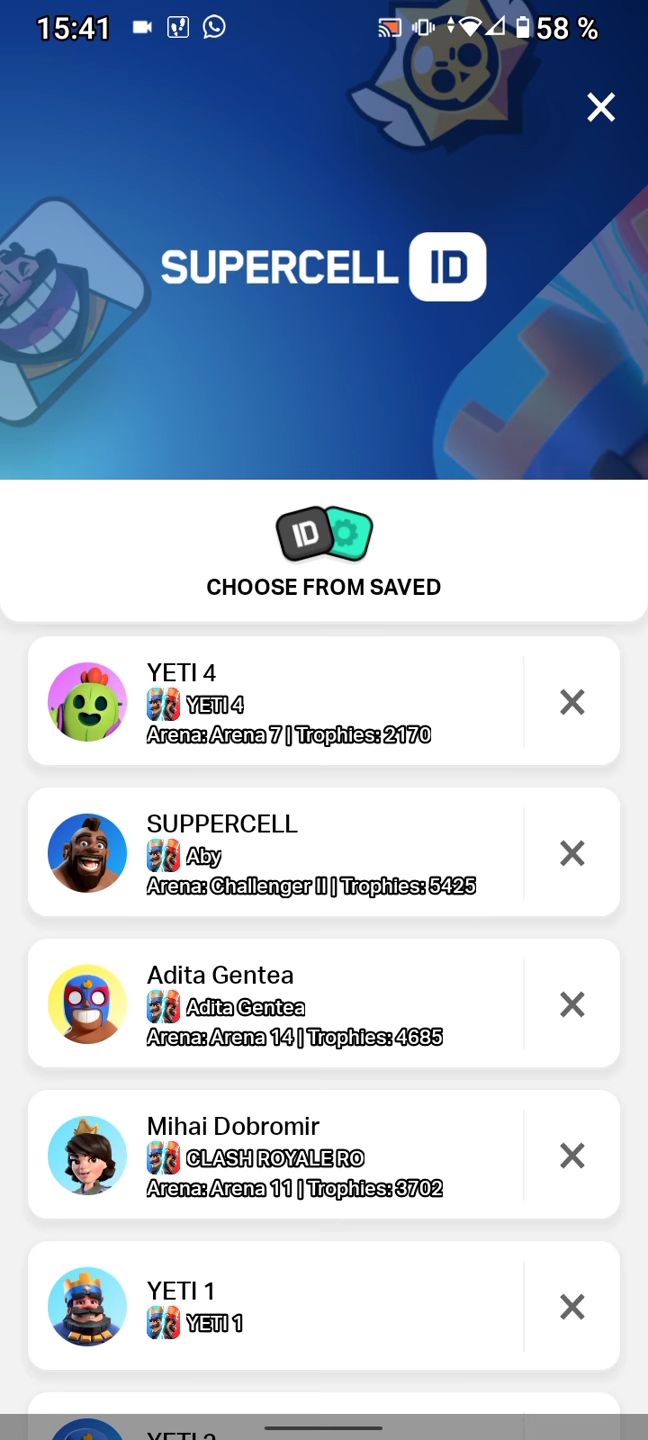 15:41
58 %
SUPERCELL ID
ID
CHOOSE FROM SAVED
YETI 4
YETI 4
Arena: Arena 7 | Trophies: 2170
SUPPERCELL
Aby
Arena: Challenger II | Trophies: 5425
Adita Gentea
Adita Gentea
Arena: Arena 14 | Trophies: 4685
Mihai Dobromir
CLASH ROYALE RO
Arena: Arena 11 | Trophies: 3702
YETI 1
YETI 1